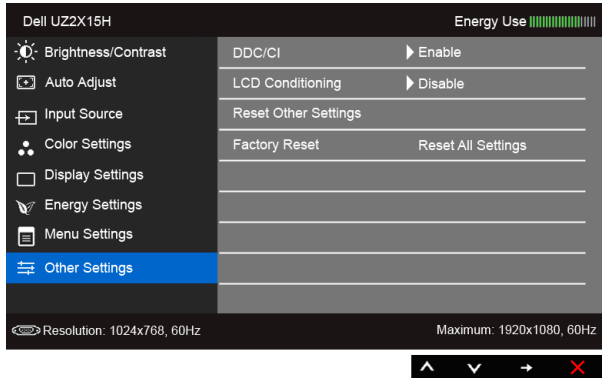 Dell UZ2X15H Energy Use
Brightness/Contrast DDC/CI Enable
Auto Adjust LCD Conditioning Disable
Input Source Reset Other Settings
Color Settings Factory Reset Reset All Settings
Display Settings
Energy Settings
Menu Settings
Other Settings
Resolution: 1024x768, 60Hz Maximum: 1920x1080, 60Hz